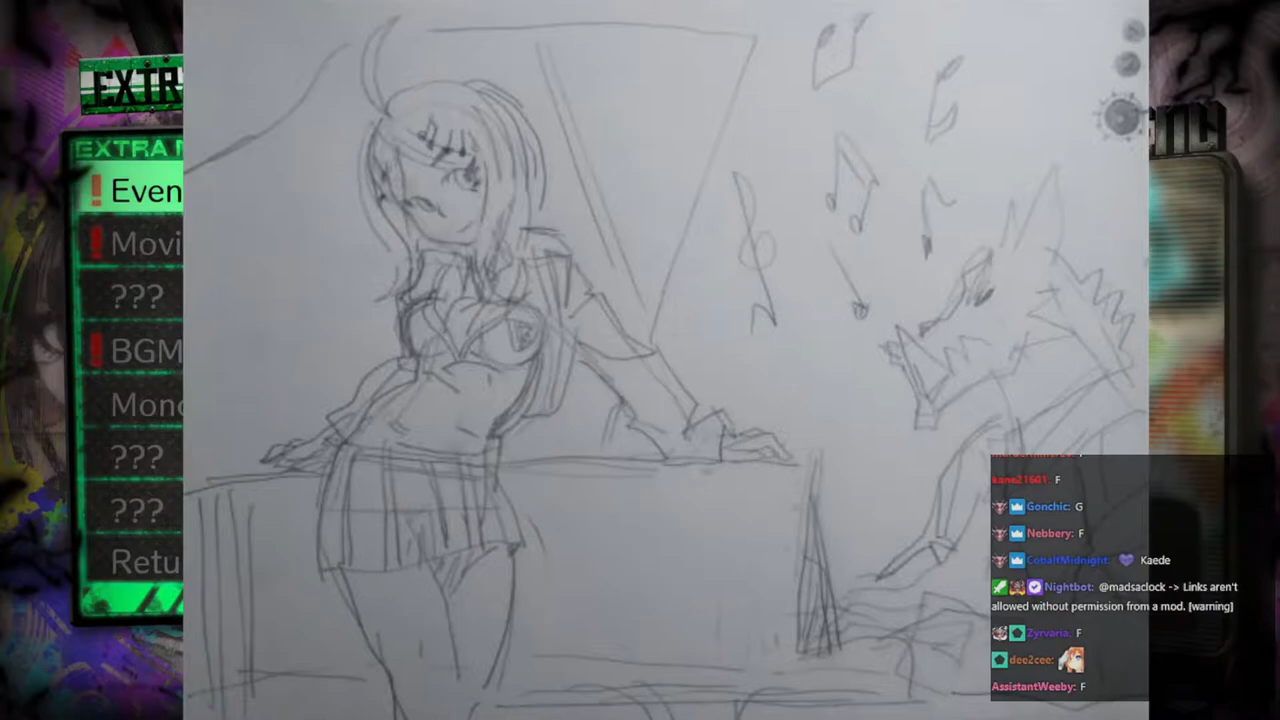 EXTR
EXTRA
Even
Movi
???
BGM
Mono
???
???
Retu
kane21601: F
Gonchic: G
Nebbery: F
CobaltMidnight: Kaede
Nightbot: @madsaclock -> Links aren't
allowed without permission from a mod. [warning]
Zyrvaria: F
dee2cee:
AssistantWeeby: F